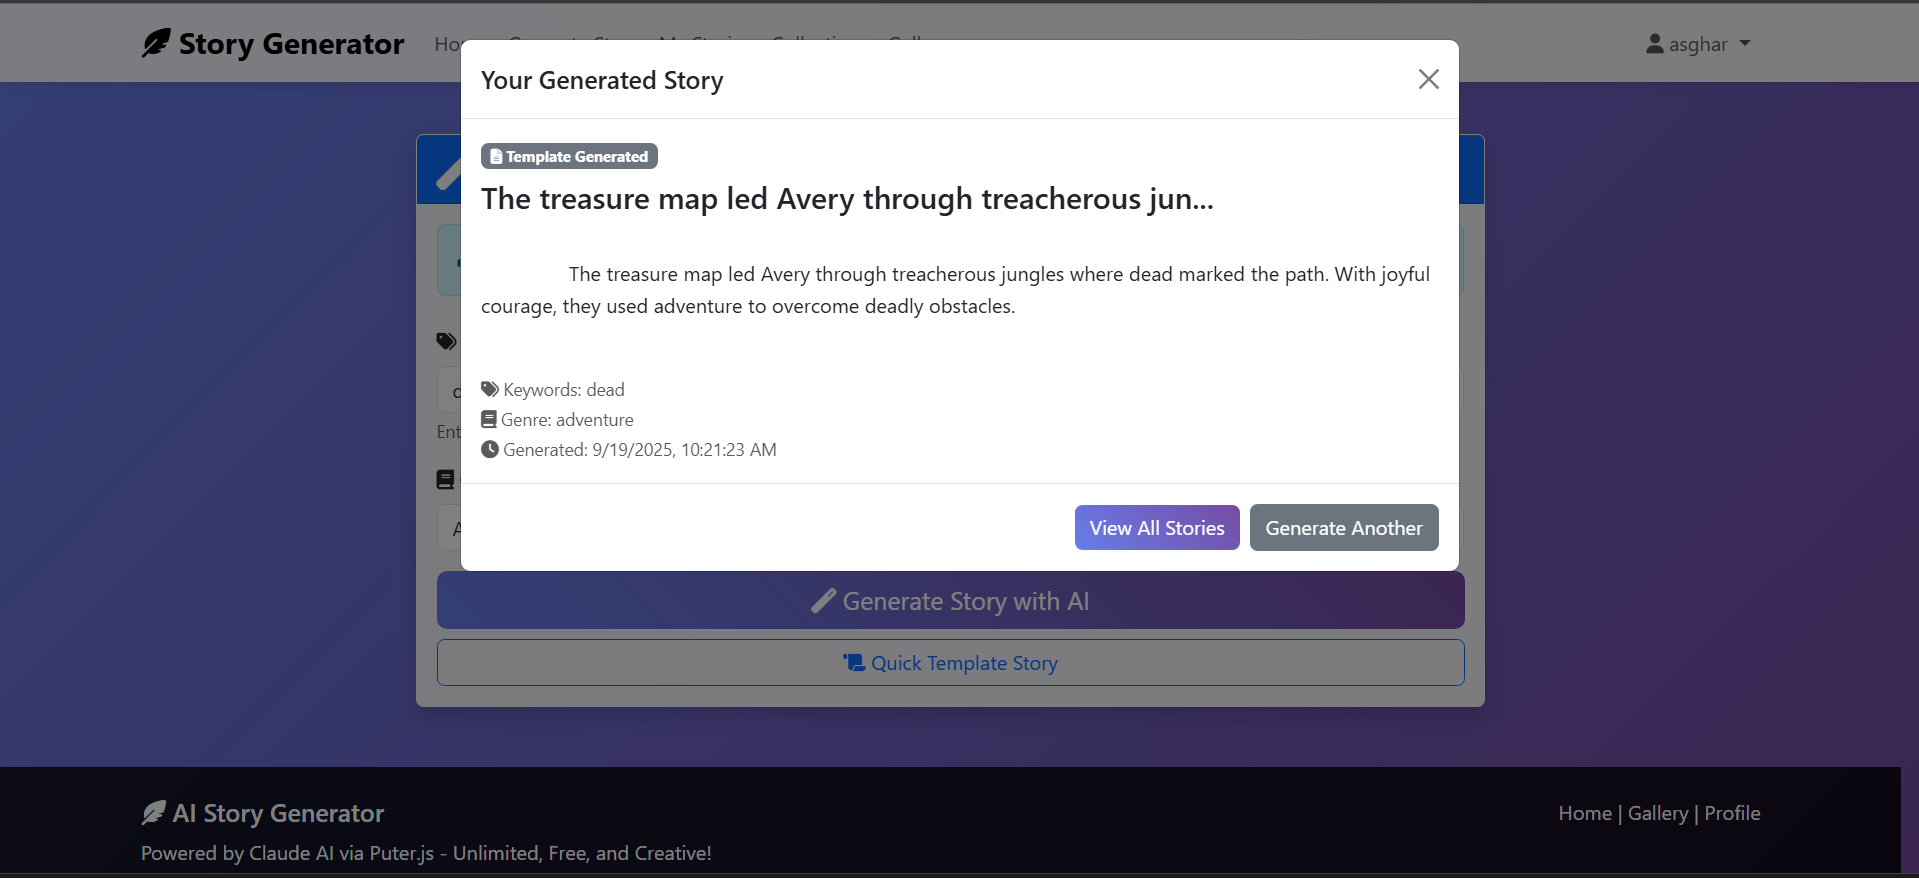 Story Generator
asghar
Your Generated Story
Template Generated
The treasure map led Avery through treacherous jun...
The treasure map led Avery through treacherous jungles where dead marked the path. With joyful
courage, they used adventure to overcome deadly obstacles.
Keywords: dead
Ent
Genre: adventure
Generated: 9/19/2025, 10:21:23 AM
View All Stories
Generate Another
Generate Story with AI
Quick Template Story
AI Story Generator
Home | Gallery | Profile
Powered by Claude AI via Puter.js - Unlimited, Free, and Creative!